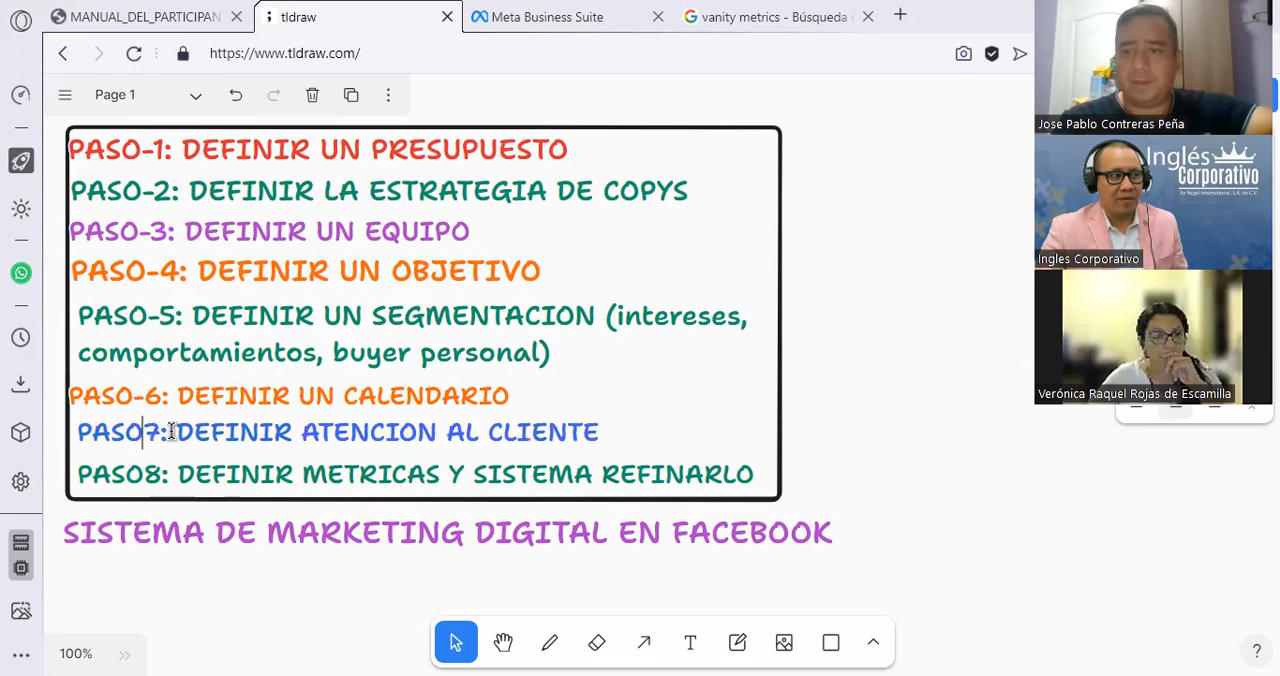 MANUAL_DEL_PARTICIPAN
tldraw
Meta Business Suite
vanity metrics - Búsqueda
https://www.tldraw.com/
Page 1
PASO-1: DEFINIR UN PRESUPUESTO
PASO-2: DEFINIR LA ESTRATEGIA DE COPYS
PASO-3: DEFINIR UN EQUIPO
PASO-4: DEFINIR UN OBJETIVO
PASO-5: DEFINIR UN SEGMENTACION (intereses,
comportamientos, buyer personal)
PASO-6: DEFINIR UN CALENDARIO
PASO7: DEFINIR ATENCION AL CLIENTE
PASO8: DEFINIR METRICAS Y SISTEMA REFINARLO
SISTEMA DE MARKETING DIGITAL EN FACEBOOK
100%
Jose Pablo Contreras Peña
Inglés
Corporativo
By Regel International, S.A. de C.V.
Ingles Corporativo
Verónica Raquel Rojas de Escamilla